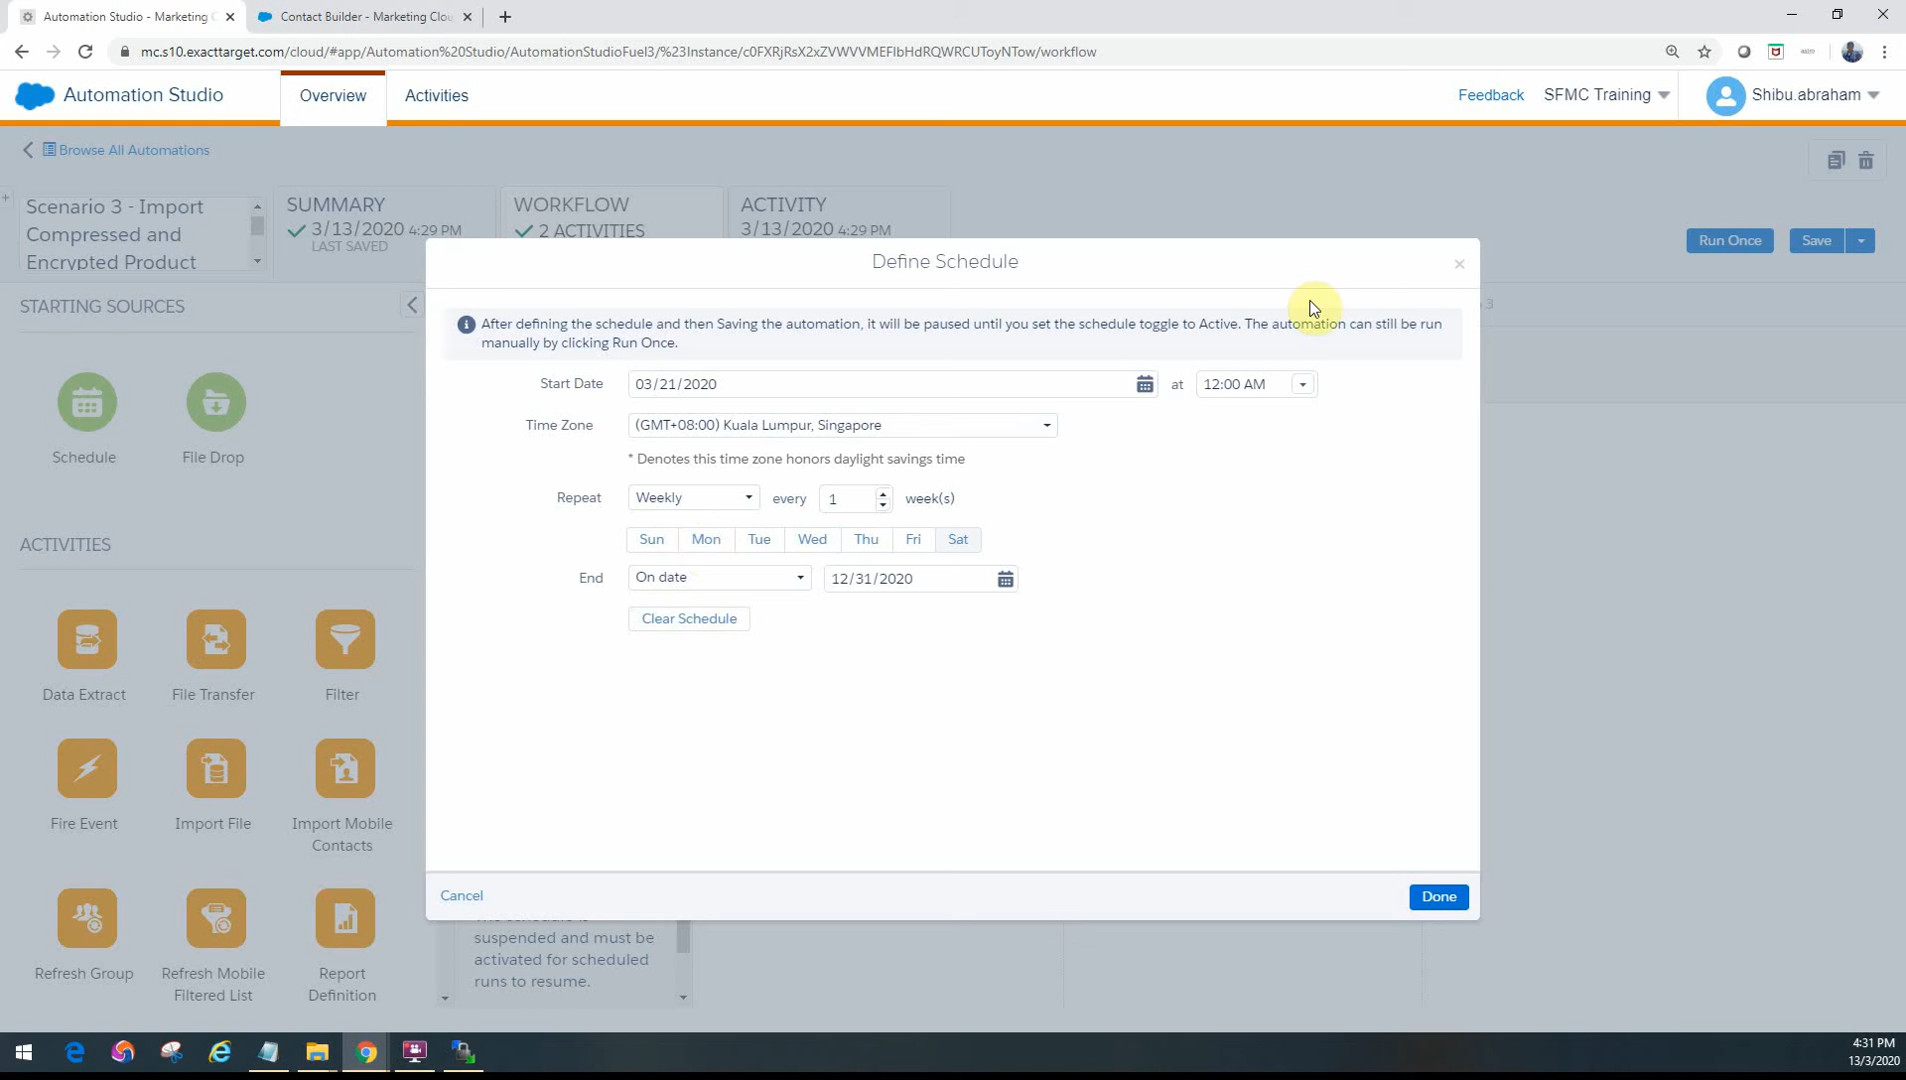 Automation Studio - Marketing C
Contact Builder - Marketing Clou
mc.s10.exacttarget.com/cloud/#app/Automation%20Studio/AutomationStudioFuel3/%23Instance/c0FXRjRsX2xZVWVVMEFIbHdRQWRCUToyNTow/workflow
Automation Studio
Overview
Activities
Feedback
SFMC Training
Shibu.abraham
Browse All Automations
Scenario 3 - Import
Compressed and
Encrypted Product
SUMMARY
3/13/2020 4:29 PM
LAST SAVED
WORKFLOW
2 ACTIVITIES
ACTIVITY
3/13/2020 4:29 PM
Run Once
Save
STARTING SOURCES
Schedule
File Drop
ACTIVITIES
Data Extract
File Transfer
Filter
Fire Event
Import File
Import Mobile
Contacts
Refresh Group
Refresh Mobile
Filtered List
Report
Definition
3
Define Schedule
After defining the schedule and then Saving the automation, it will be paused until you set the schedule toggle to Active. The automation can still be run
manually by clicking Run Once.
Start Date
03/21/2020
at
12:00 AM
Time Zone
(GMT+08:00) Kuala Lumpur, Singapore
* Denotes this time zone honors daylight savings time
Repeat
Weekly
every
1
week(s)
Sun
Mon
Tue
Wed
Thu
Fri
Sat
End
On date
12/31/2020
Clear Schedule
Cancel
Done
suspended and must be
activated for scheduled
runs to resume.
4:31 PM
13/3/2020